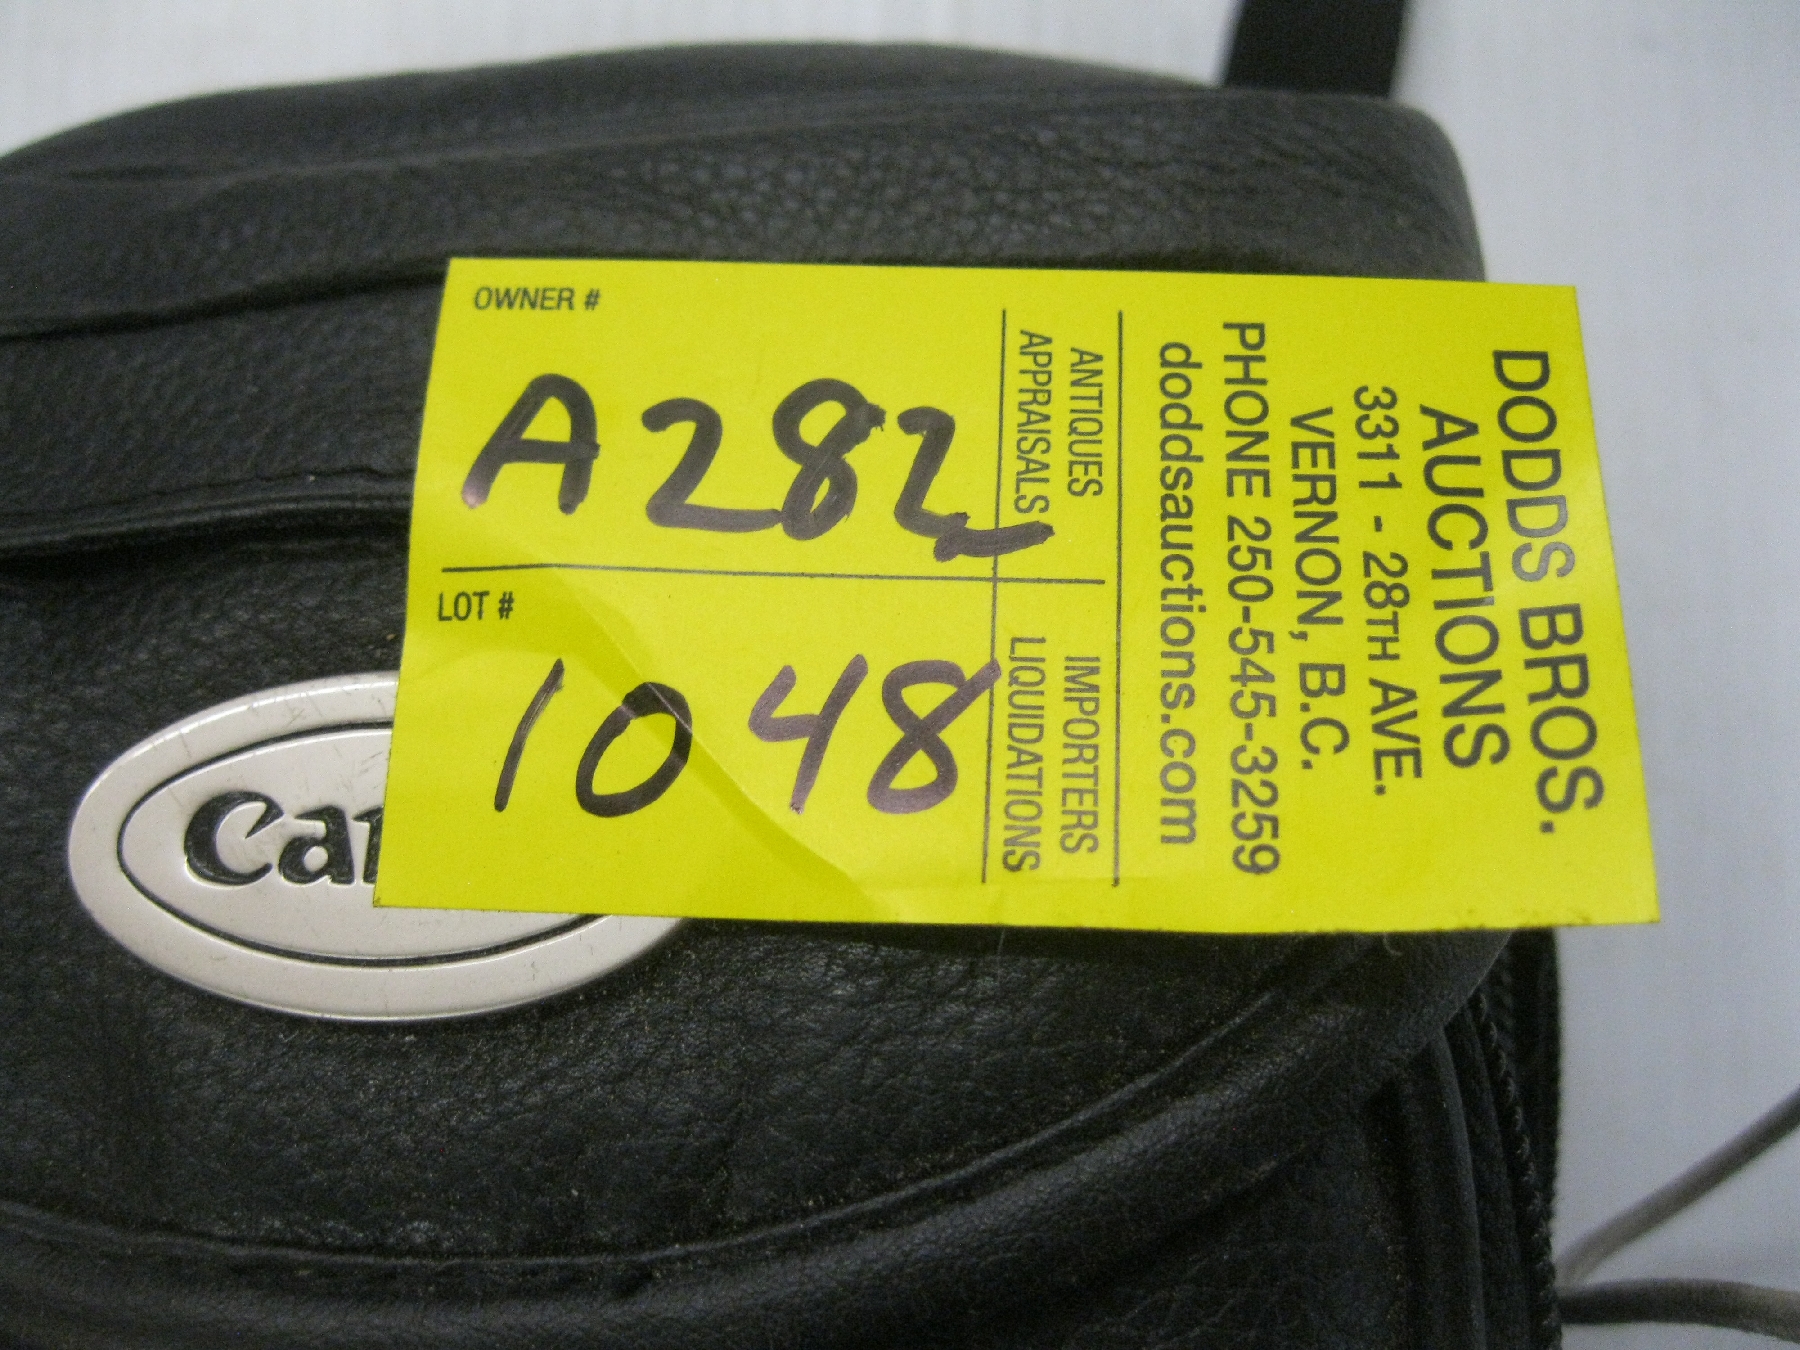 OWNER #
A282
LOT #
1048
ANTIQUES
APPRAISALS
IMPORTERS
LIQUIDATIONS
DODDS BROS.
AUCTIONS
3311 - 28TH AVE.
VERNON, B.C.
PHONE 250-545-3259
doddsauctions.com
Can